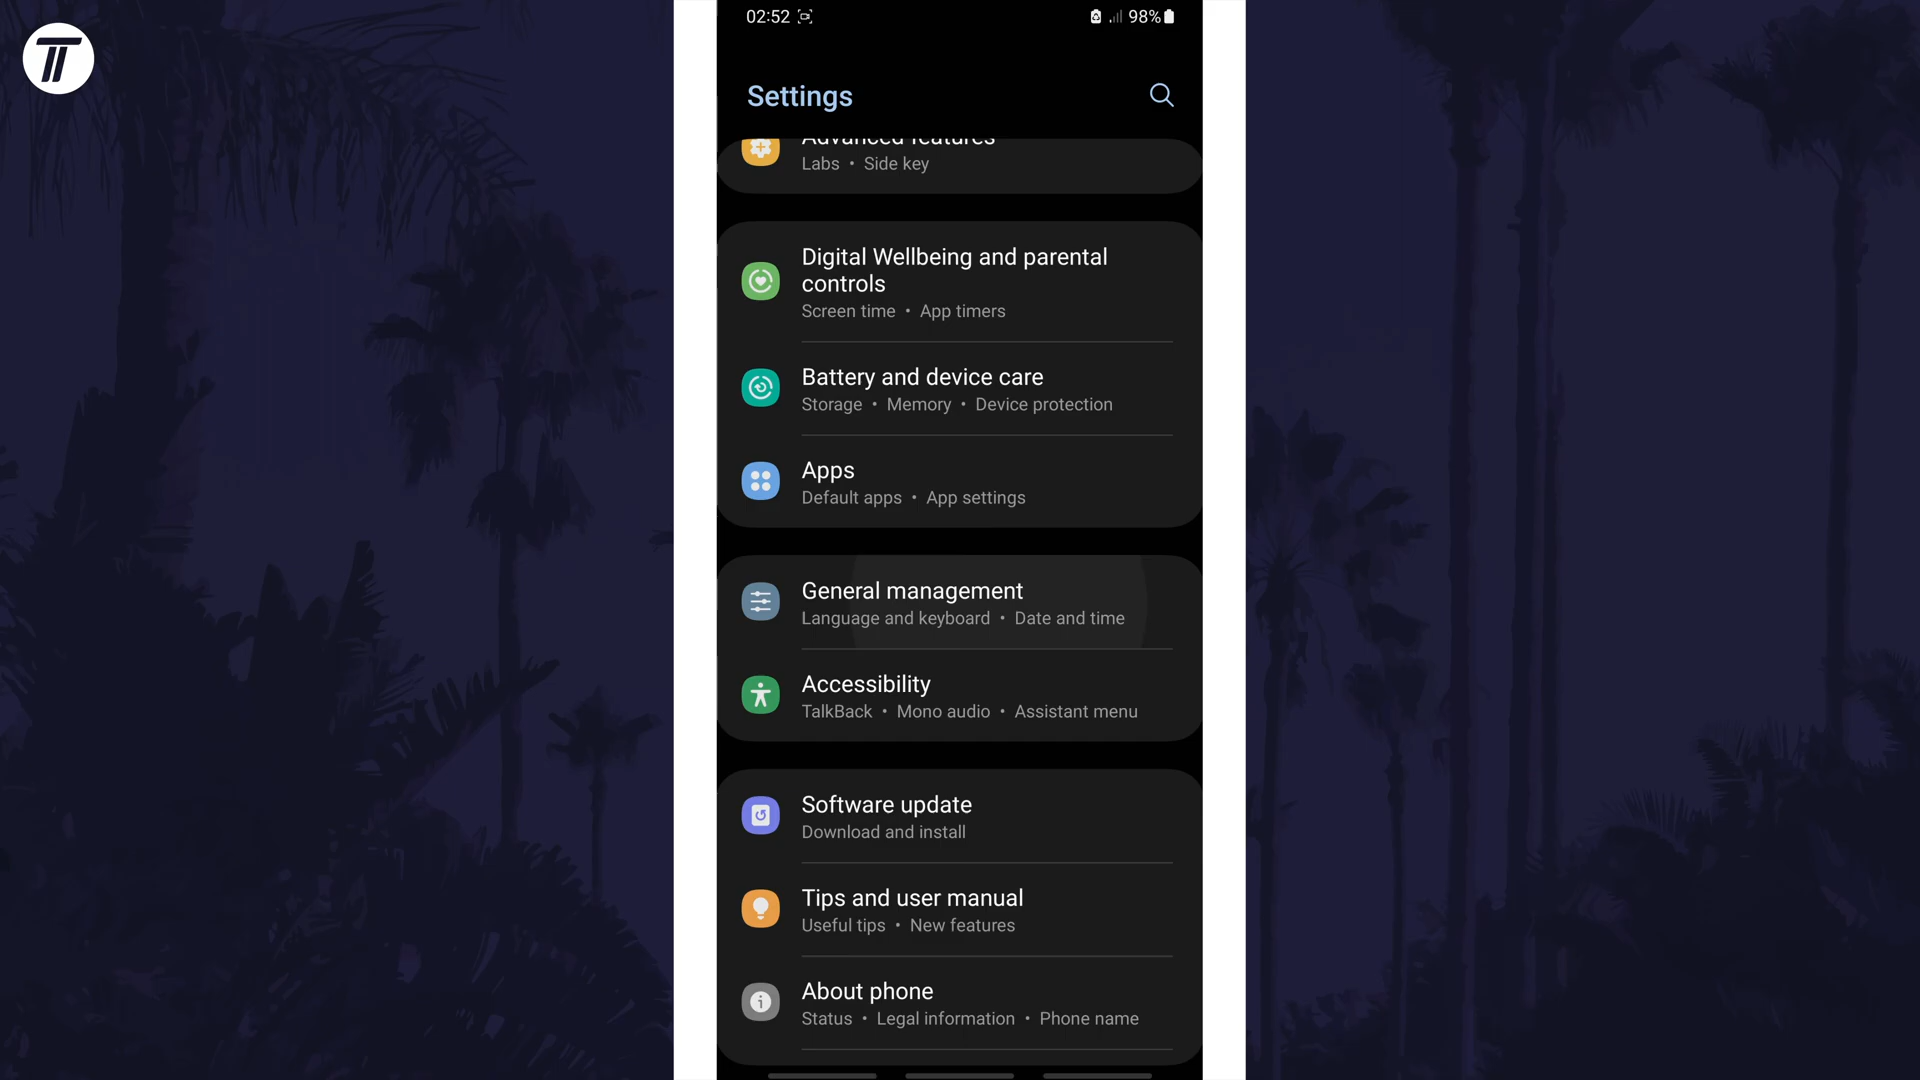 02:52
98%
Settings
Advanced features
Labs • Side key
Digital Wellbeing and parental
controls
Screen time • App timers
Battery and device care
Storage • Memory • Device protection
Apps
Default apps • App settings
General management
Language and keyboard • Date and time
Accessibility
TalkBack • Mono audio • Assistant menu
Software update
Download and install
Tips and user manual
Useful tips • New features
About phone
Status • Legal information • Phone name